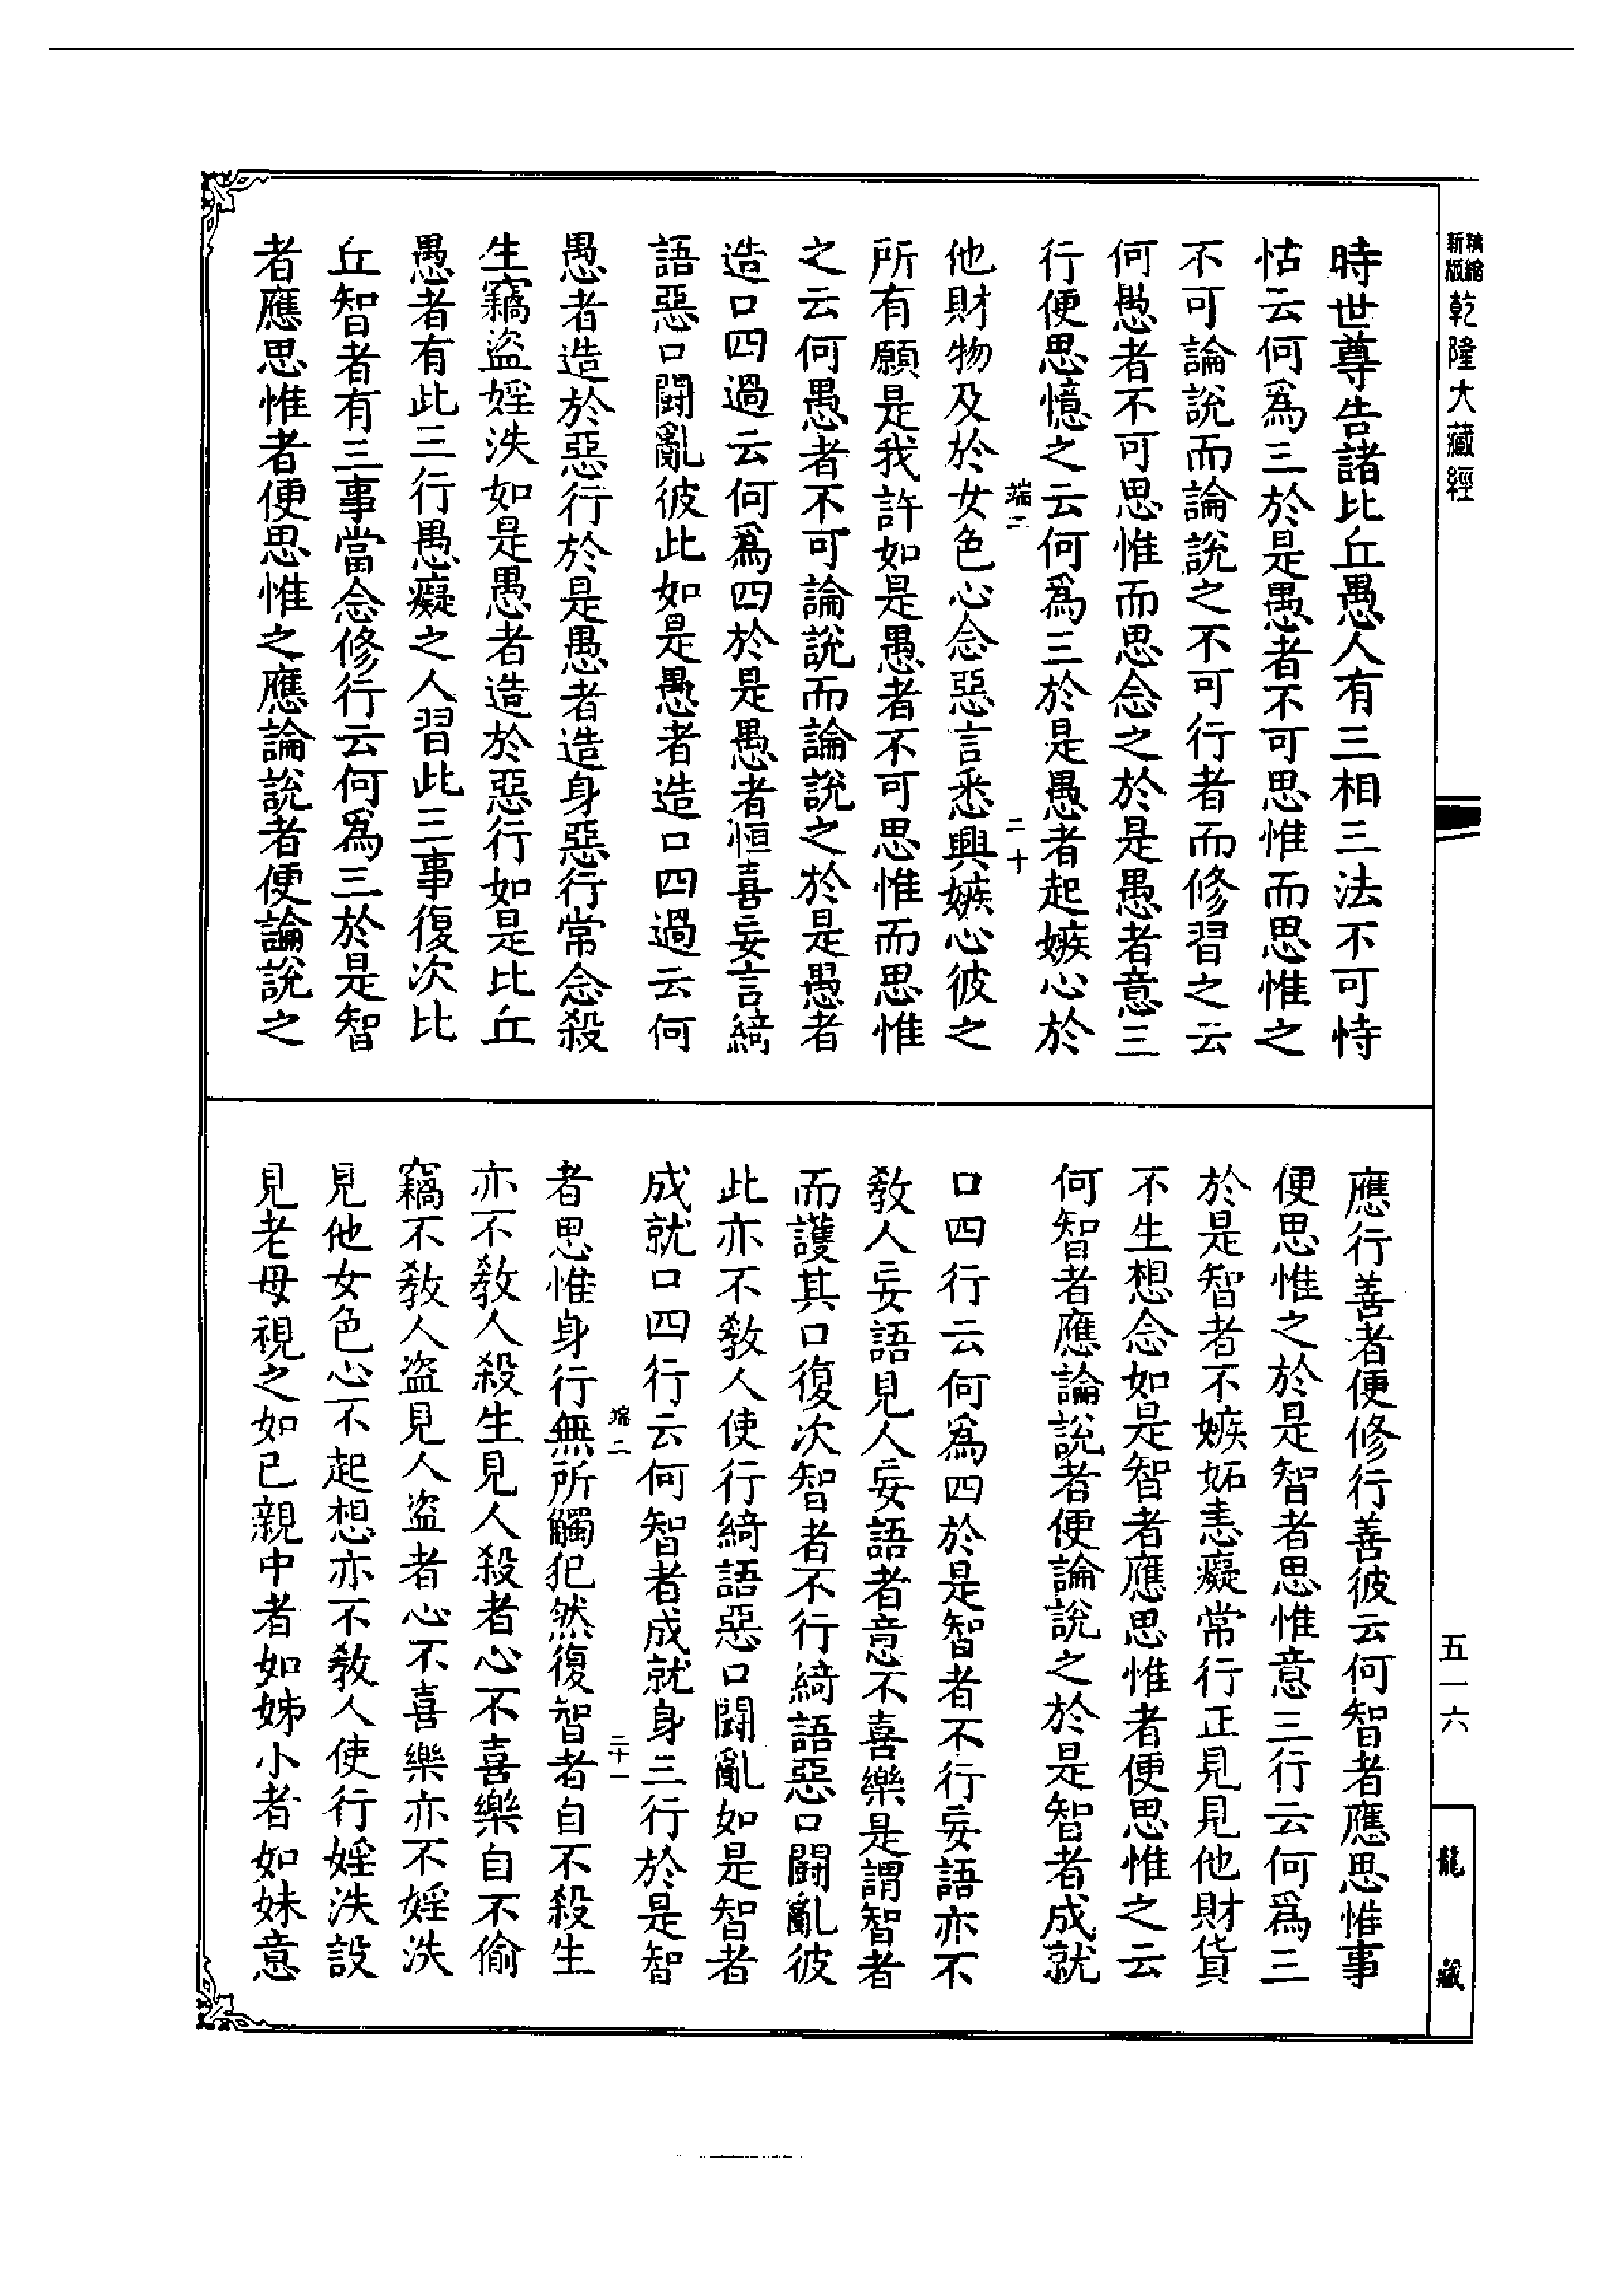 新版精縮乾隆大藏經
時世尊告諸比丘愚人有三相三法不可恃
怙云何爲三於是愚者不可思惟而思惟之
不可論說而論說之不可行者而修習之云
何愚者不可思惟而思念之於是愚者意三
行便思憶之云何爲三於是愚者起嫉心於
端二
二十
他財物及於女色心念惡言悉興嫉心彼之
所有願是我許如是愚者不可思惟而思惟
之云何愚者不可論說而論說之於是愚者
造口四過云何爲四於是愚者恒喜妄言綺
語惡口鬪亂彼此如是愚者造口四過云何
愚者造於惡行於是愚者造身惡行常念殺
生竊盜婬泆如是愚者造於惡行如是比丘
愚者有此三行愚癡之人習此三事復次比
丘智者有三事當念修行云何爲三於是智
者應思惟者便思惟之應論說者便論說之
應行善者便修行善彼云何智者應思惟事
便思惟之於是智者思惟意三行云何爲三
於是智者不嫉妬恚癡常行正見見他財貨
不生想念如是智者應思惟者便思惟之云
何智者應論說者便論說之於是智者成就
口四行云何爲四於是智者不行妄語亦不
教人妄語見人妄語者意不喜樂是謂智者
而護其口復次智者不行綺語惡口鬪亂彼
此亦不教人使行綺語惡口鬪亂如是智者
成就口四行云何智者成就身三行於是智
端二
二十一
者思惟身行無所觸犯然復智者自不殺生
亦不教人殺生見人殺者心不喜樂自不偷
竊不教人盜見人盜者心不喜樂亦不婬泆
見他女色心不起想亦不教人使行婬泆設
見老母視之如已親中者如姊小者如妹意
五一六
龍藏